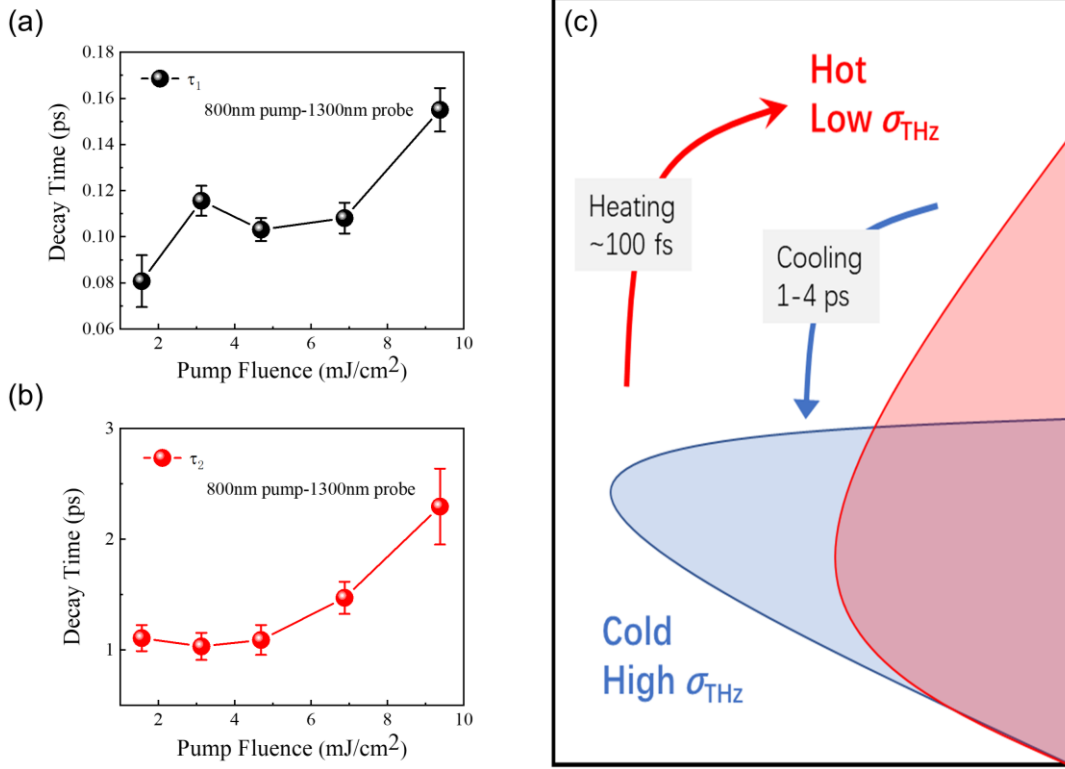 (a)
0.18
0.16
0.14
0.12
0.10
0.08
0.06
Decay Time (ps)
τ₁
800nm pump-1300nm probe
2
4
6
8
10
Pump Fluence (mJ/cm²)
(b)
3
2
1
Decay Time (ps)
τ₂
800nm pump-1300nm probe
2
4
6
8
10
Pump Fluence (mJ/cm²)
(c)
Hot
Low σ_THz
Heating
~100 fs
Cooling
1-4 ps
Cold
High σ_THz